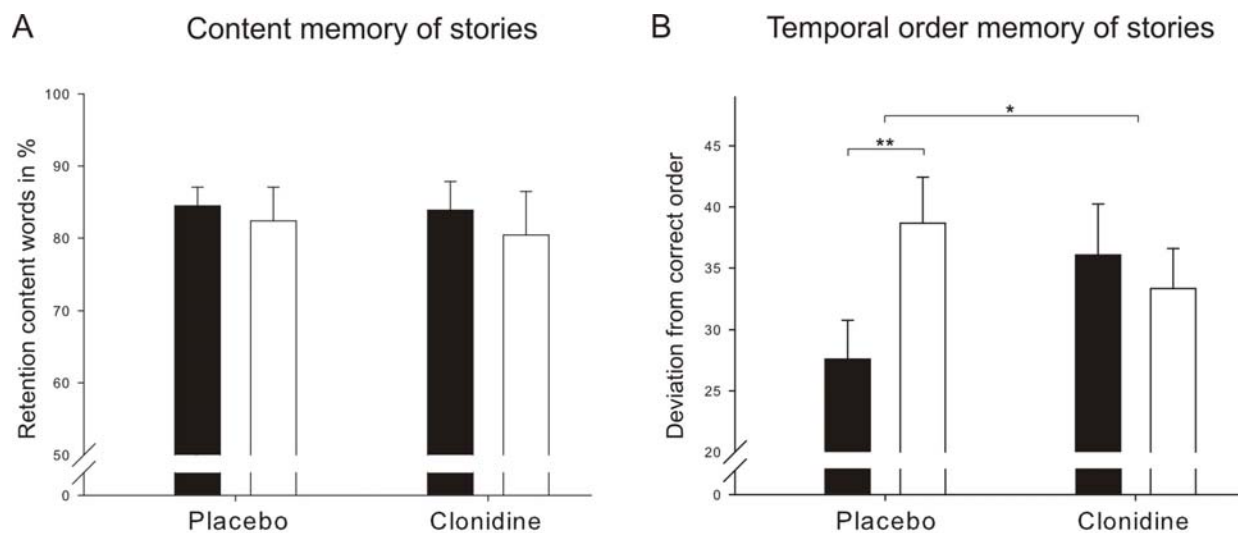 A Content memory of stories
Retention content words in %
100
90
80
70
60
50
0
Placebo Clonidine
B Temporal order memory of stories
Deviation from correct order
45
40
35
30
25
20
0
*
**
Placebo Clonidine